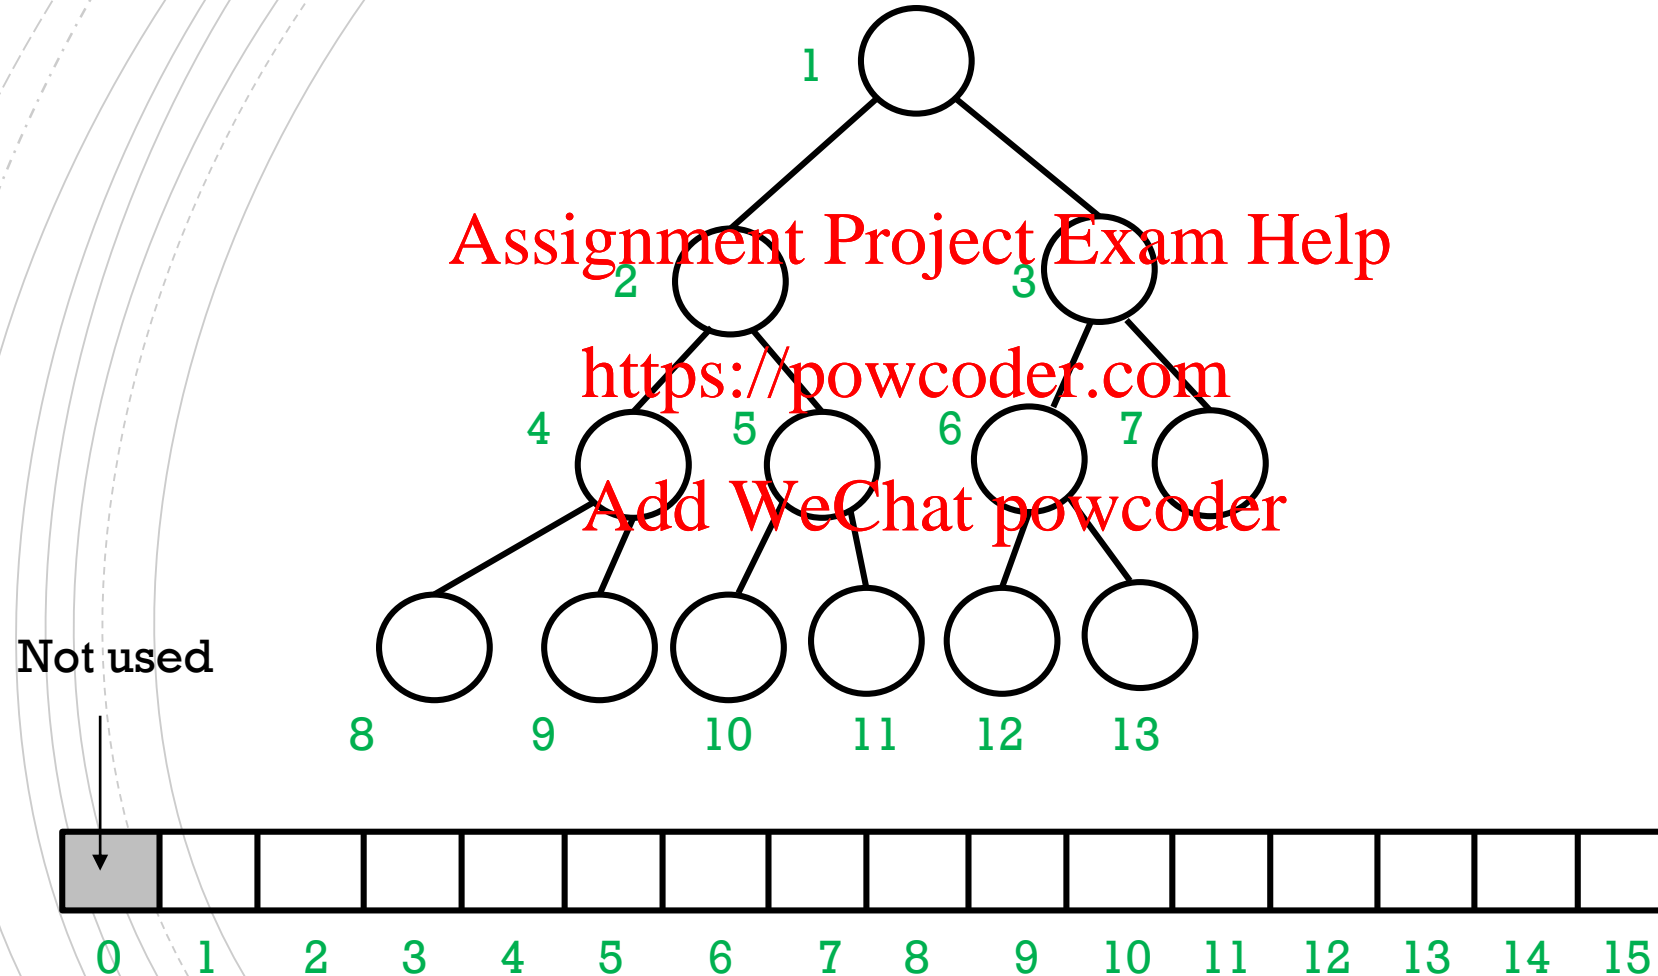 1
Assignment Project Exam Help
2 3
https://powcoder.com
4 5 6 7
Add WeChat powcoder
Not used
8 9 10 11 12 13
0 1 2 3 4 5 6 7 8 9 10 11 12 13 14 15